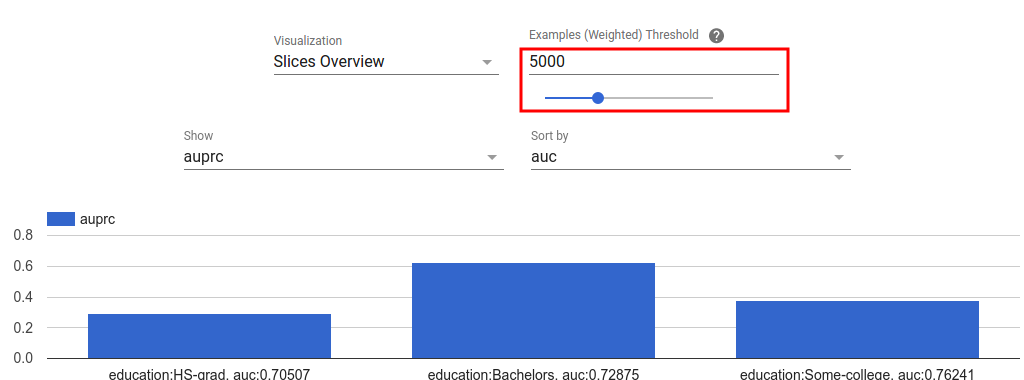 Visualization
Examples (Weighted) Threshold ?
Slices Overview
5000
Show
Sort by
auprc
auc
auprc
0.8
0.6
0.4
0.2
0.0
education:HS-grad, auc:0.70507
education:Bachelors, auc:0.72875
education:Some-college, auc:0.76241